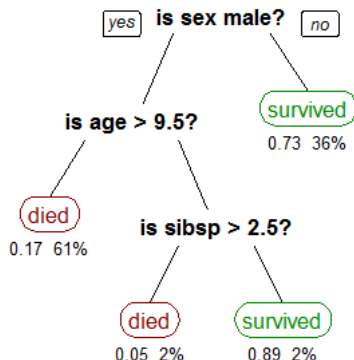 yes is sex male? no
is age > 9.5?
survived
0.73 36%
died
0.17 61%
is sibsp > 2.5?
died survived
0.05 2% 0.89 2%